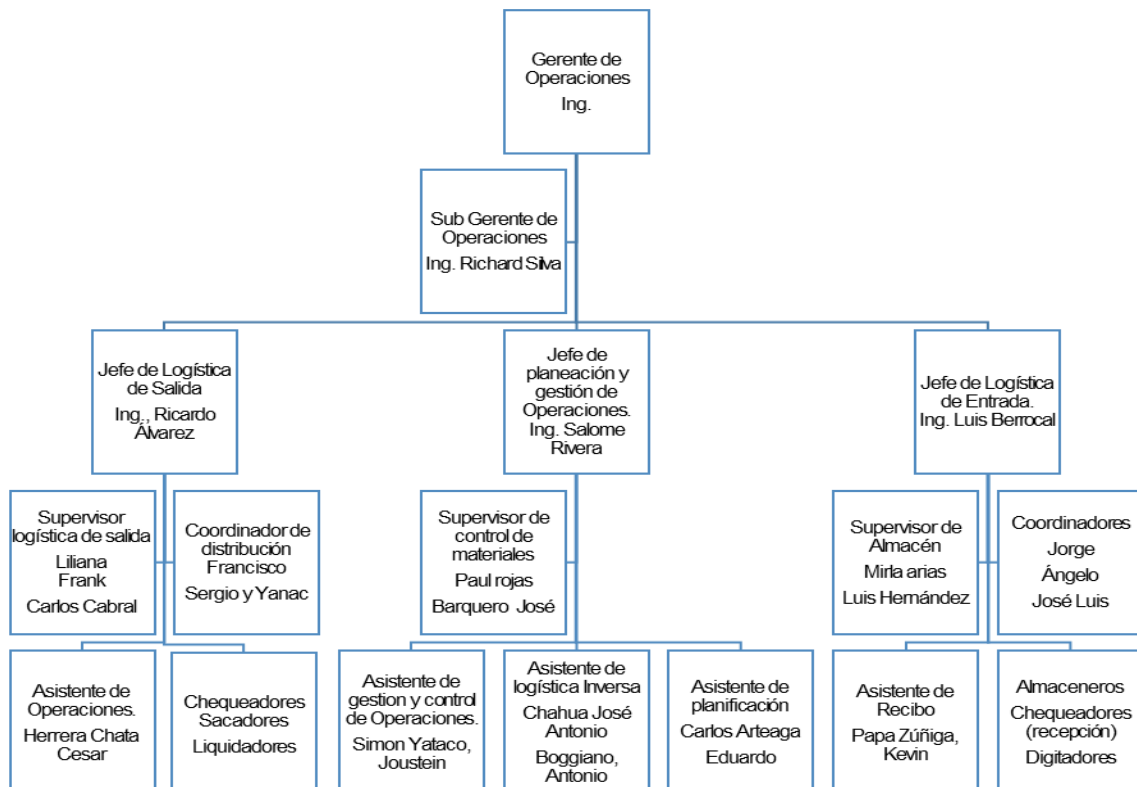 Gerente de
Operaciones
Ing.
Sub Gerente de
Operaciones
Ing. Richard Silva
Jefe de Logística
de Salida
Ing., Ricardo
Álvarez
Jefe de
planeación y
gestión de
Operaciones.
Ing. Salome
Rivera
Jefe de Logística
de Entrada.
Ing. Luis Berrocal
Supervisor
logística de salida
Liliana
Frank
Carlos Cabral
Coordinador de
distribución
Francisco
Sergio y Yanac
Supervisor de
control de
materiales
Paul rojas
Barquero José
Supervisor de
Almacén
Mirla arias
Luis Hernández
Coordinadores
Jorge
Ángelo
José Luis
Asistente de
Operaciones.
Herrera Chata
Cesar
Chequeadores
Sacadores
Liquidadores
Asistente de
gestion y control
de Operaciones.
Simon Yataco,
Joustein
Asistente de
logística Inversa
Chahua José
Antonio
Boggiano,
Antonio
Asistente de
planificación
Carlos Arteaga
Eduardo
Asistente de
Recibo
Papa Zúñiga,
Kevin
Almaceneros
Chequeadores
(recepción)
Digitadores